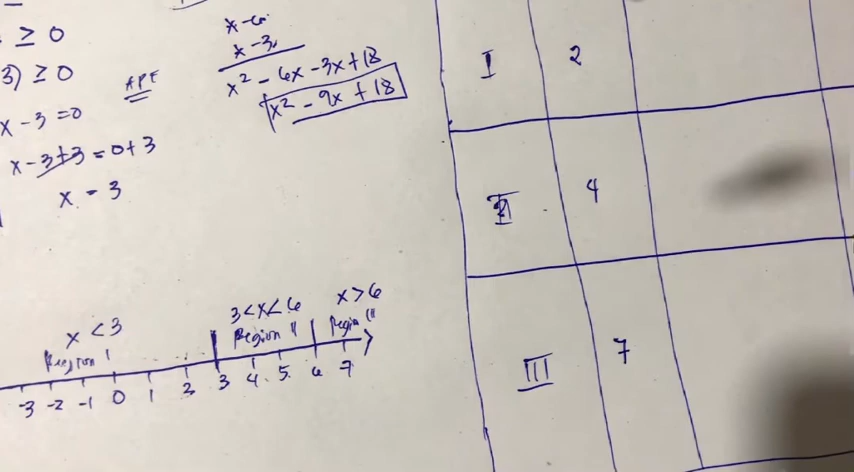 ≥ 0
3) ≥ 0
x - 3 = 0
x - 3 + 3 = 0 + 3
x = 3
APF
x - 6
x - 3
x² - 6x - 3x + 18
x² - 9x + 18
x < 3
Region I
3 < x < 6
Region II
x > 6
Region III
-3 -2 -1 0 1 2 3 4 5 6 7
I 2
II 4
III 7